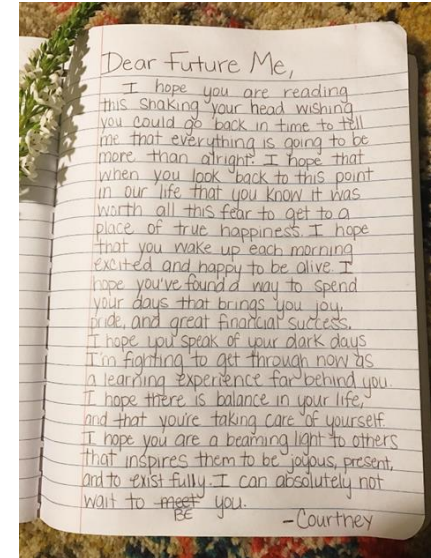 Dear Future Me,
I hope you are reading
this shaking your head wishing
you could go back in time to tell
me that everything is going to be
more than alright. I hope that
when you look back to this point
in our life that you know it was
worth all this fear to get to a
place of true happiness. I hope
that you wake up each morning
excited and happy to be alive. I
hope you've found a way to spend
your days that brings you joy,
pride, and great financial success.
I hope you speak of your dark days
I'm fighting to get through now as
a learning experience far behind you.
I hope there is balance in your life,
and that you're taking care of yourself.
I hope you are a beaming light to others
that inspires them to be joyous, present,
and to exist fully. I can absolutely not
wait to meet you.
BE
-Courtney